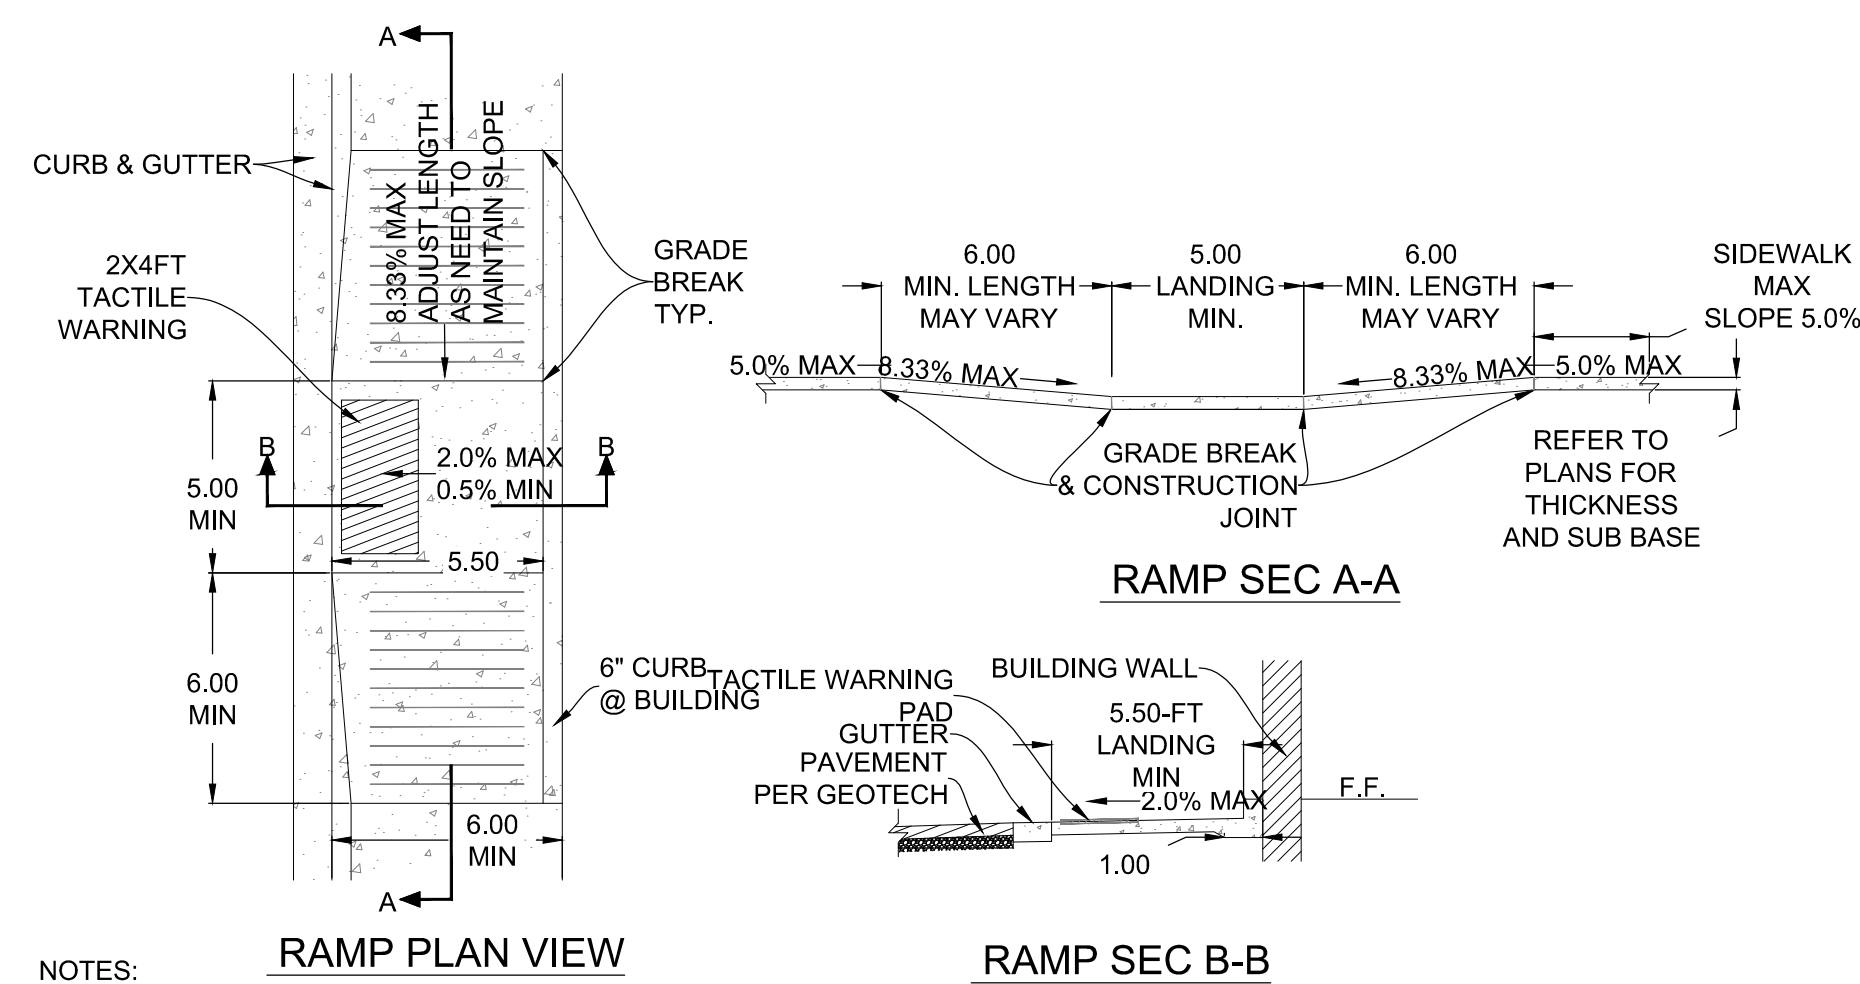 A
CURB & GUTTER
8.33% MAX
ADJUST LENGTH
AS NEED TO
MAINTAIN SLOPE
2X4FT
TACTILE
WARNING
GRADE
BREAK
TYP.
B
B
2.0% MAX
0.5% MIN
5.00
MIN
5.50
6.00
MIN
6" CURB
@ BUILDING
6.00
MIN
A
RAMP PLAN VIEW
NOTES:
6.00
MIN. LENGTH
MAY VARY
5.00
LANDING
MIN.
6.00
MIN. LENGTH
MAY VARY
SIDEWALK
MAX
SLOPE 5.0%
5.0% MAX
8.33% MAX
8.33% MAX
5.0% MAX
GRADE BREAK
& CONSTRUCTION
JOINT
REFER TO
PLANS FOR
THICKNESS
AND SUB BASE
RAMP SEC A-A
TACTILE WARNING
PAD
GUTTER
PAVEMENT
PER GEOTECH
BUILDING WALL
5.50-FT
LANDING
MIN
2.0% MAX
F.F.
1.00
RAMP SEC B-B